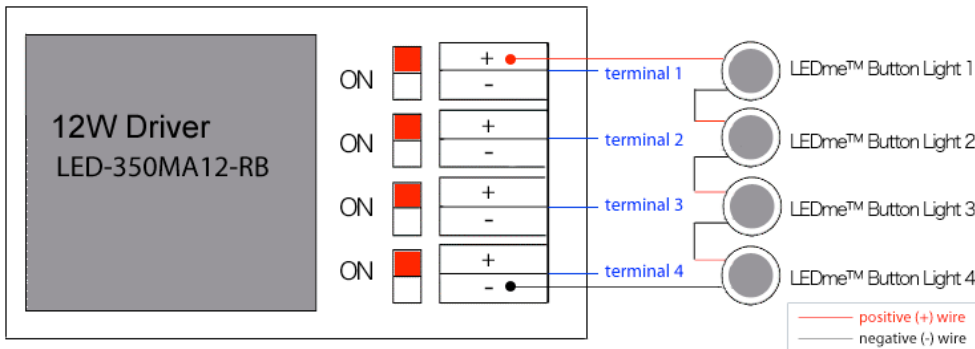 12W Driver
LED-350MA12-RB
ON
+
-
terminal 1
LEDme™ Button Light 1
ON
+
-
terminal 2
LEDme™ Button Light 2
ON
+
-
terminal 3
LEDme™ Button Light 3
ON
+
-
terminal 4
LEDme™ Button Light 4
positive (+) wire
negative (-) wire